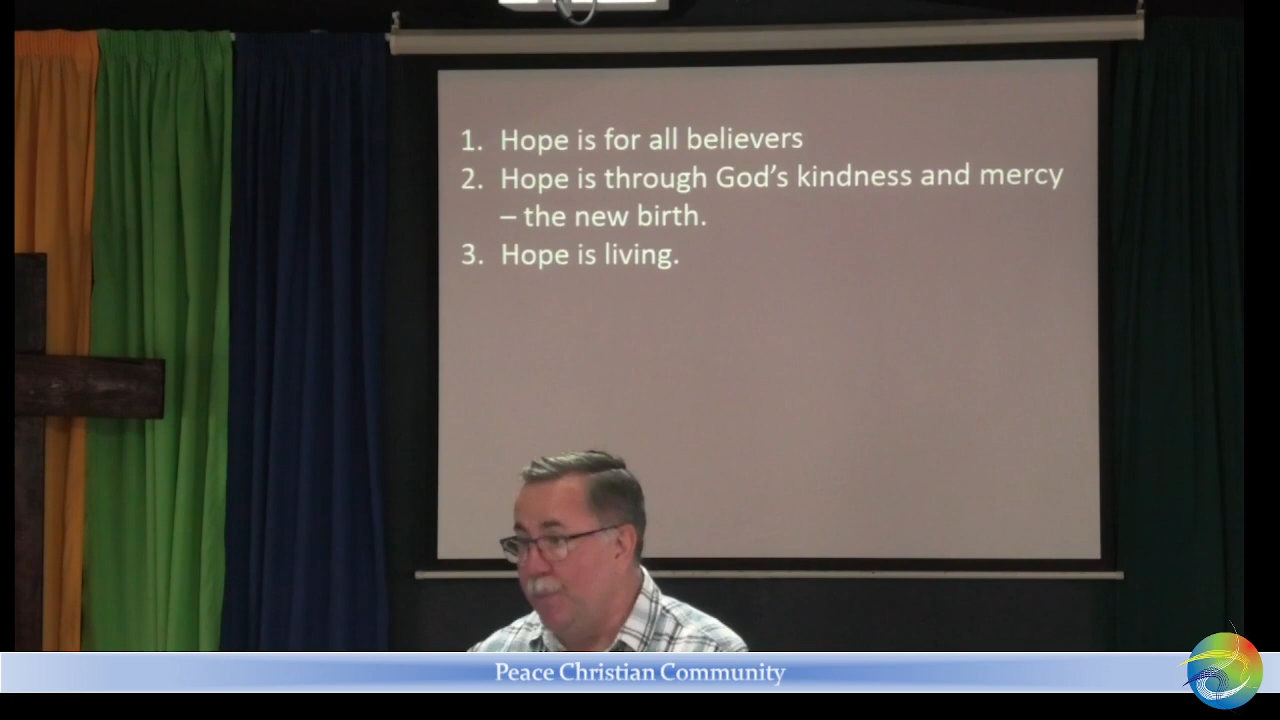 1. Hope is for all believers
2. Hope is through God's kindness and mercy
– the new birth.
3. Hope is living.
Peace Christian Community